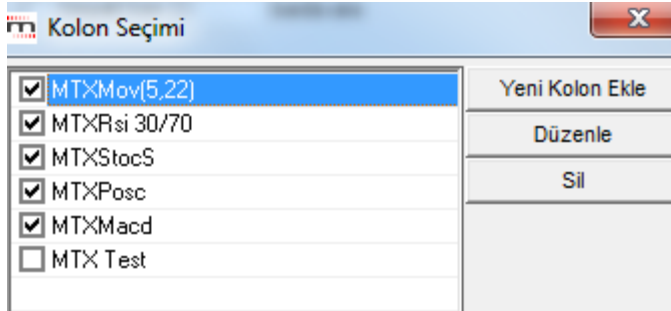 Kolon Seçimi
MTXMov(5,22)
MTXRsi 30/70
MTXStocS
MTXPosc
MTXMacd
MTX Test
Yeni Kolon Ekle
Düzenle
Sil